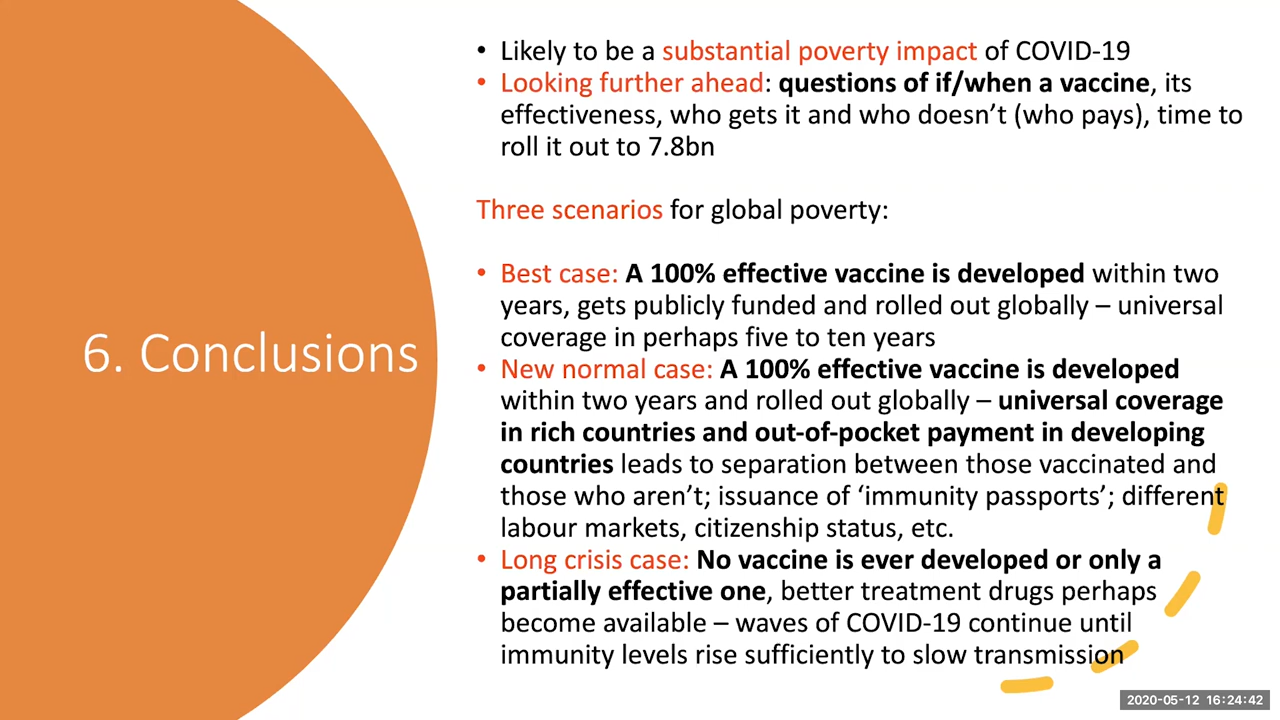 6. Conclusions
• Likely to be a substantial poverty impact of COVID-19
• Looking further ahead: questions of if/when a vaccine, its
effectiveness, who gets it and who doesn’t (who pays), time to
roll it out to 7.8bn
Three scenarios for global poverty:
• Best case: A 100% effective vaccine is developed within two
years, gets publicly funded and rolled out globally – universal
coverage in perhaps five to ten years
• New normal case: A 100% effective vaccine is developed
within two years and rolled out globally – universal coverage
in rich countries and out-of-pocket payment in developing
countries leads to separation between those vaccinated and
those who aren’t; issuance of ‘immunity passports’; different
labour markets, citizenship status, etc.
• Long crisis case: No vaccine is ever developed or only a
partially effective one, better treatment drugs perhaps
become available – waves of COVID-19 continue until
immunity levels rise sufficiently to slow transmission
2020-05-12 16:24:42